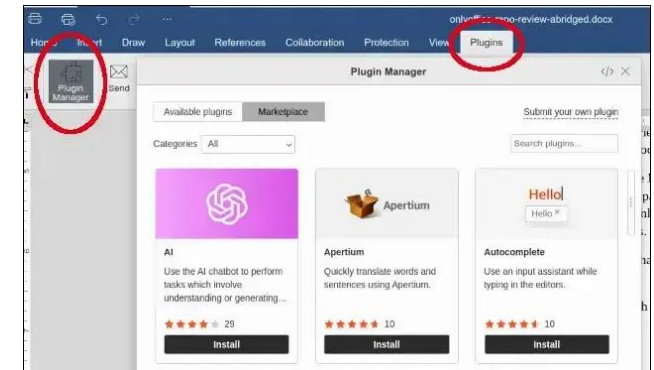 onlyoffice-repo-review-abridged.docx
Home Insert Draw Layout References Collaboration Protection View Plugins
Plugin Manager
Send
Plugin
Manager
Available plugins Marketplace Submit your own plugin
Categories All Search plugins...
Hello
Hello
Apertium
AI Apertium Autocomplete
Use the AI chatbot to perform
tasks which involve
understanding or generating...
Quickly translate words and
sentences using Apertium.
Use an input assistant while
typing in the editors.
29 10 10
Install Install Install